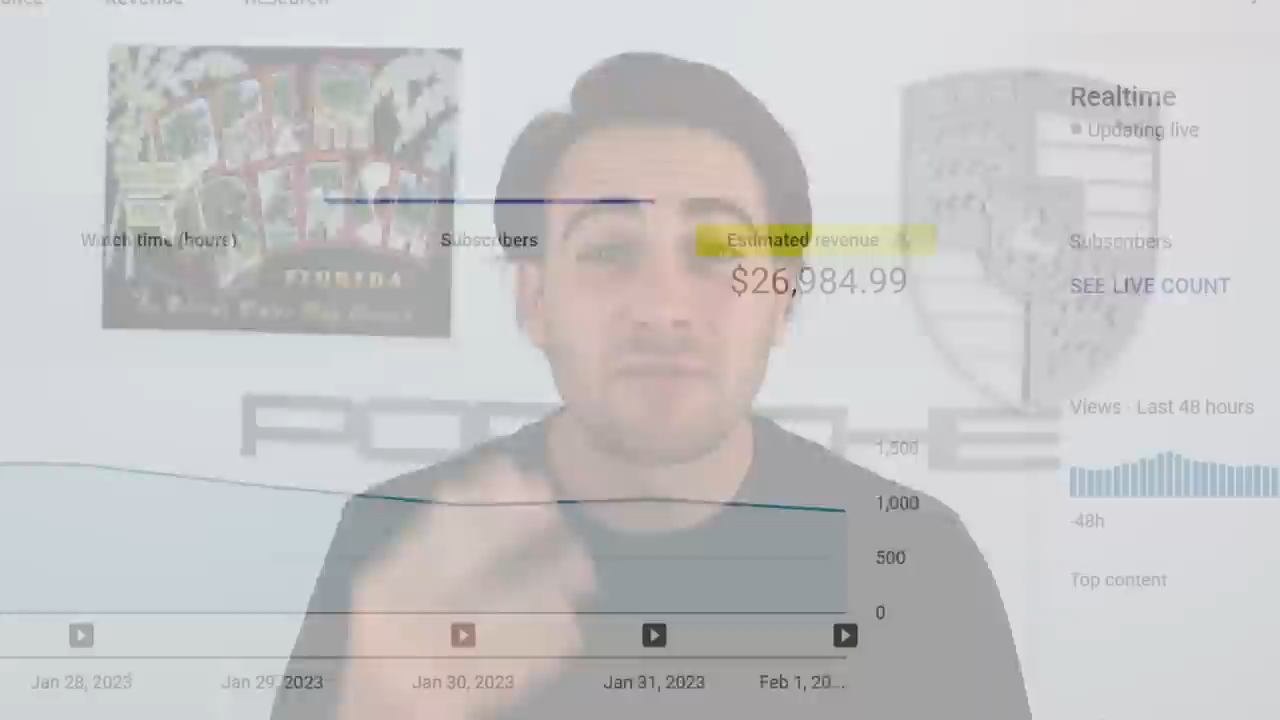 Revenue
Research
Realtime
Updating live
Watch time (hours)
Subscribers
Estimated revenue
$26,984.99
Subscribers
SEE LIVE COUNT
FLORIDA
Views · Last 48 hours
1,500
1,000
500
0
-48h
Top content
Jan 28, 2023
Jan 29, 2023
Jan 30, 2023
Jan 31, 2023
Feb 1, 20...